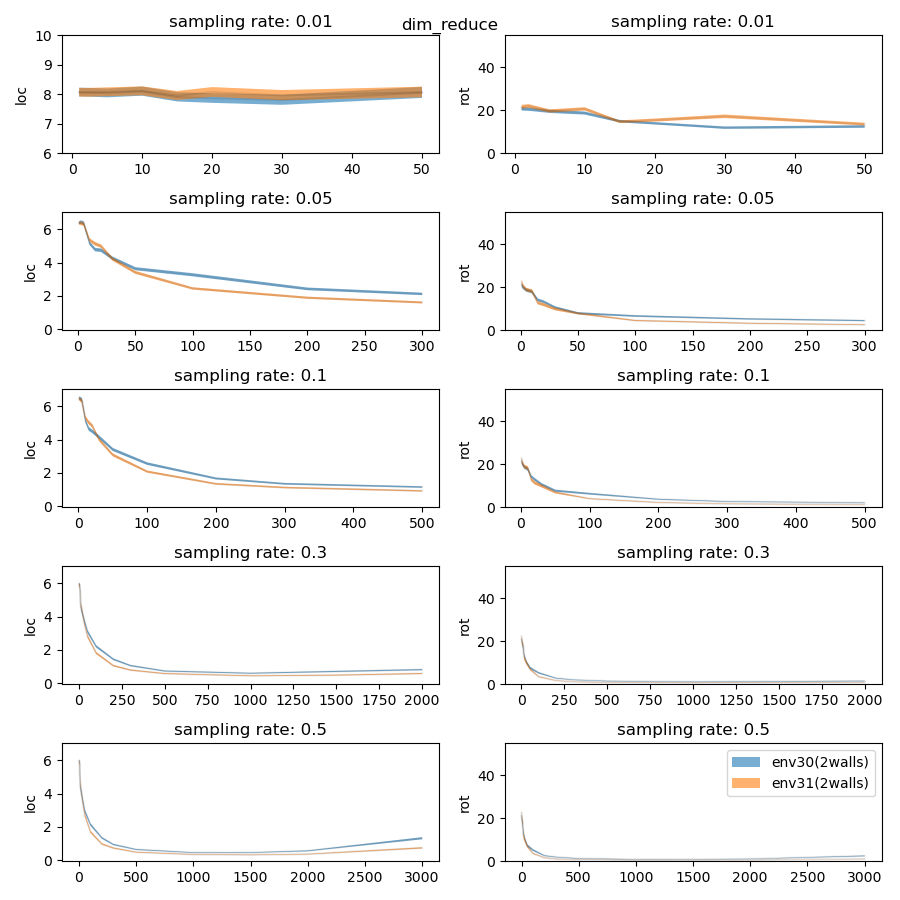 dim_reduce
sampling rate: 0.01
loc
10
9
8
7
6
0 10 20 30 40 50
sampling rate: 0.01
rot
40
20
0
0 10 20 30 40 50
sampling rate: 0.05
loc
6
4
2
0
0 50 100 150 200 250 300
sampling rate: 0.05
rot
40
20
0
0 50 100 150 200 250 300
sampling rate: 0.1
loc
6
4
2
0
0 100 200 300 400 500
sampling rate: 0.1
rot
40
20
0
0 100 200 300 400 500
sampling rate: 0.3
loc
6
4
2
0
0 250 500 750 1000 1250 1500 1750 2000
sampling rate: 0.3
rot
40
20
0
0 250 500 750 1000 1250 1500 1750 2000
sampling rate: 0.5
loc
6
4
2
0
0 500 1000 1500 2000 2500 3000
sampling rate: 0.5
rot
40
20
0
env30(2walls)
env31(2walls)
0 500 1000 1500 2000 2500 3000